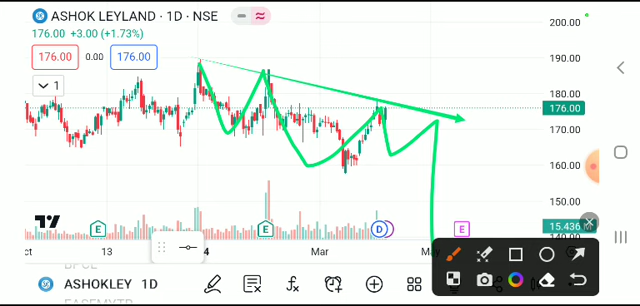 ASHOK LEYLAND · 1D · NSE
176.00 +3.00 (+1.73%)
176.00 0.00 176.00
1
200.00
190.00
180.00
176.00
170.00
160.00
150.00
15.436
E E D E
13 4 Mar May
ASHOKLEY 1D